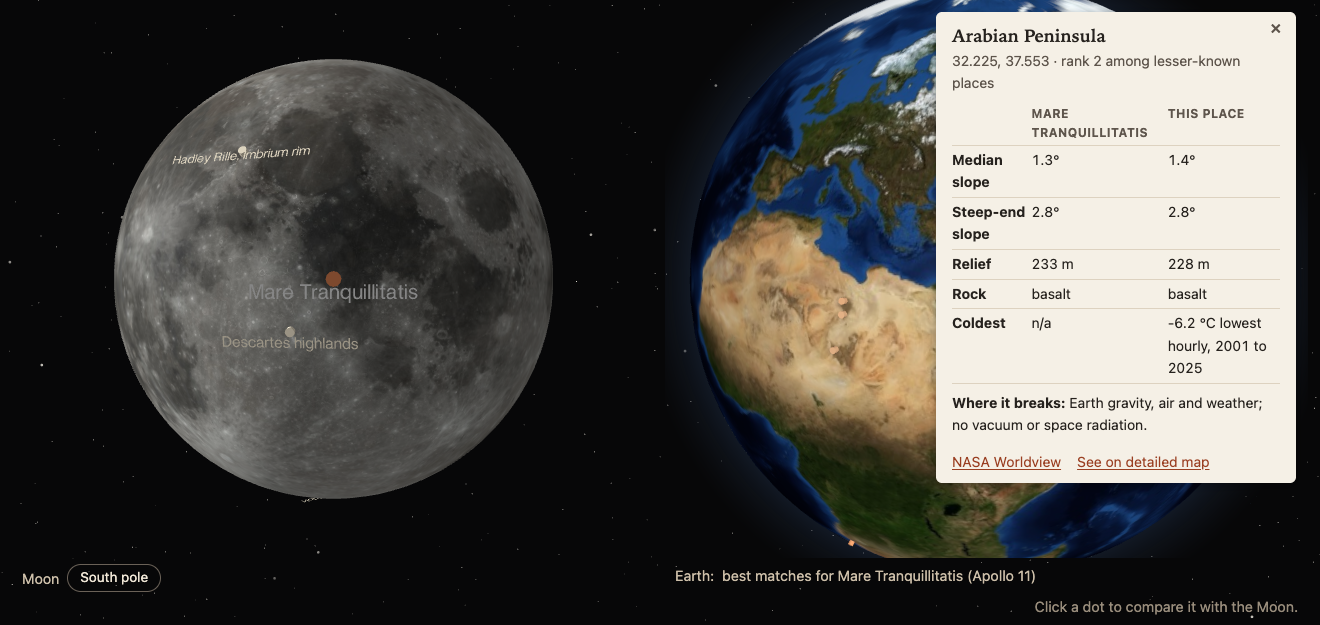 Hadley Rille, Imbrium rim
Mare Tranquillitatis
Descartes highlands
Moon
South pole
Arabian Peninsula
×
32.225, 37.553 · rank 2 among lesser-known
places
MARE
TRANQUILLITATIS
THIS PLACE
Median
slope
1.3°
1.4°
Steep-end
slope
2.8°
2.8°
Relief
233 m
228 m
Rock
basalt
basalt
Coldest
n/a
-6.2 °C lowest
hourly, 2001 to
2025
Where it breaks: Earth gravity, air and weather;
no vacuum or space radiation.
NASA Worldview
See on detailed map
Earth: best matches for Mare Tranquillitatis (Apollo 11)
Click a dot to compare it with the Moon.